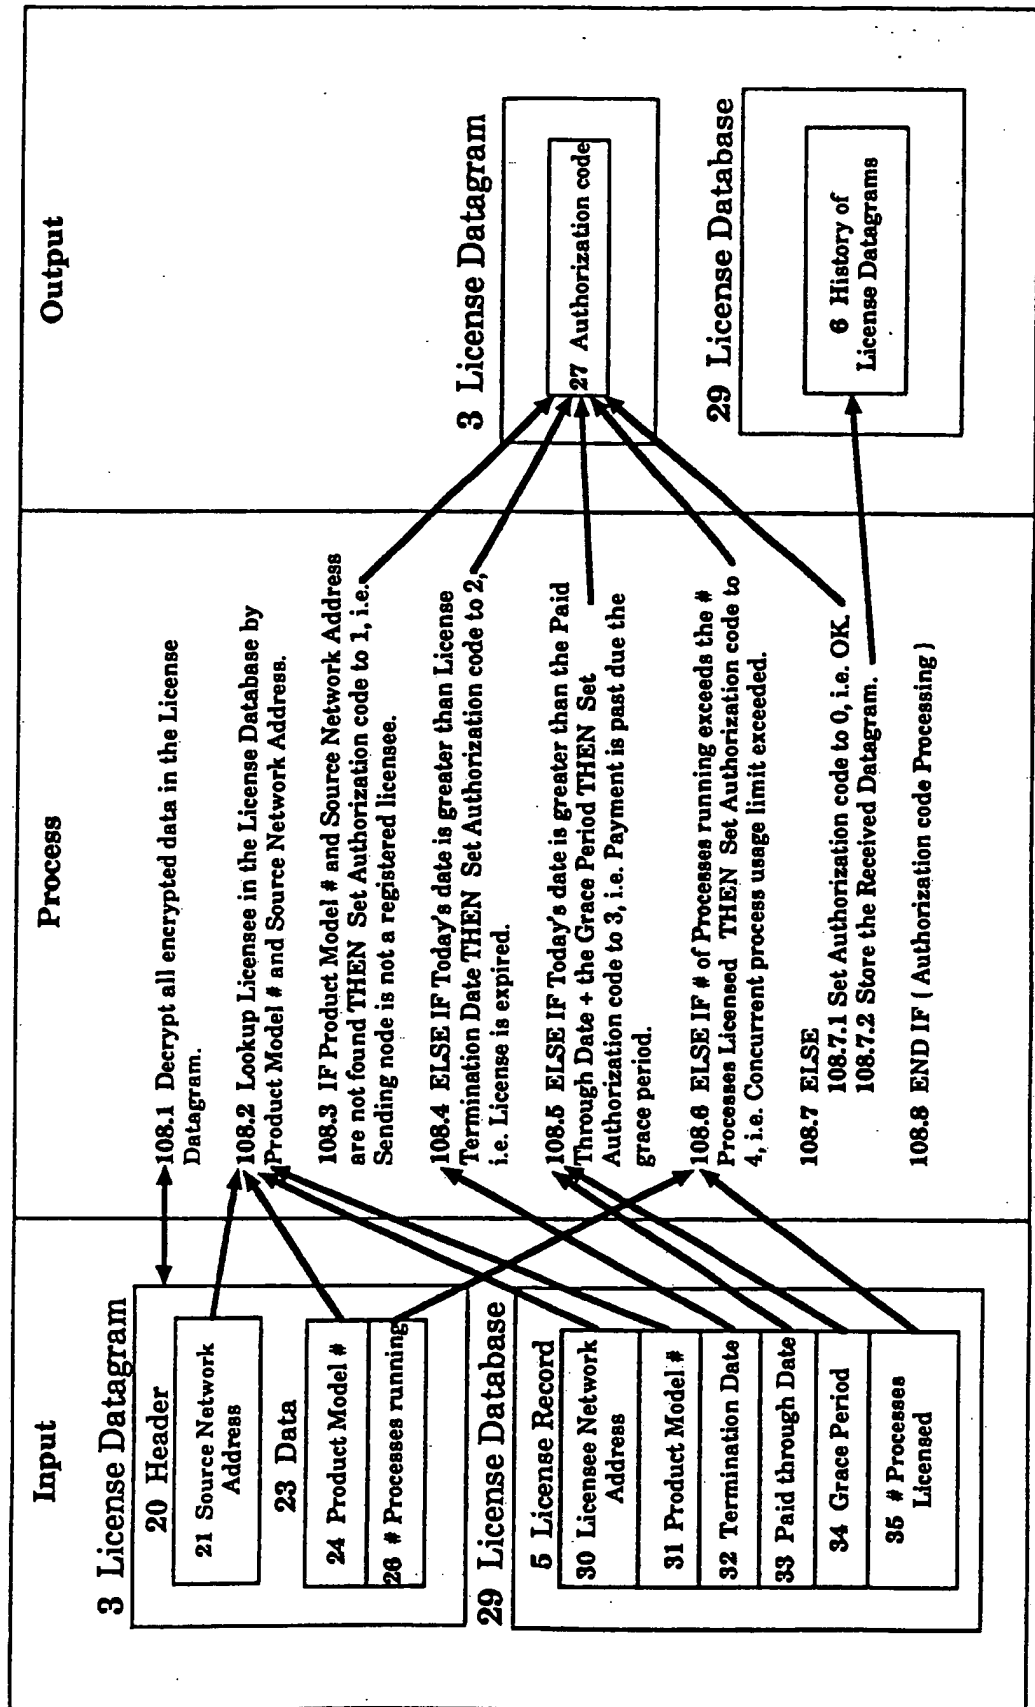 Input
Process
Output
3 License Datagram
20 Header
21 Source Network
Address
23 Data
24 Product Model #
26 # Processes running
29 License Database
5 License Record
30 License Network
Address
31 Product Model #
32 Termination Date
33 Paid through Date
34 Grace Period
35 # Processes
Licensed
108.1 Decrypt all encrypted data in the License
Datagram.
108.2 Lookup Licensee in the License Database by
Product Model # and Source Network Address.
108.3 IF Product Model # and Source Network Address
are not found THEN Set Authorization code to 1, i.e.
Sending node is not a registered licensee.
108.4 ELSE IF Today's date is greater than License
Termination Date THEN Set Authorization code to 2,
i.e. License is expired.
108.5 ELSE IF Today's date is greater than the Paid
Through Date + the Grace Period THEN Set
Authorization code to 3, i.e. Payment is past due the
grace period.
108.6 ELSE IF # of Processes running exceeds the #
Processes Licensed THEN Set Authorization code to
4, i.e. Concurrent process usage limit exceeded.
108.7 ELSE
108.7.1 Set Authorization code to 0, i.e. OK.
108.7.2 Store the Received Datagram.
108.8 END IF { Authorization code Processing }
3 License Datagram
27 Authorization code
29 License Database
6 History of
License Datagrams